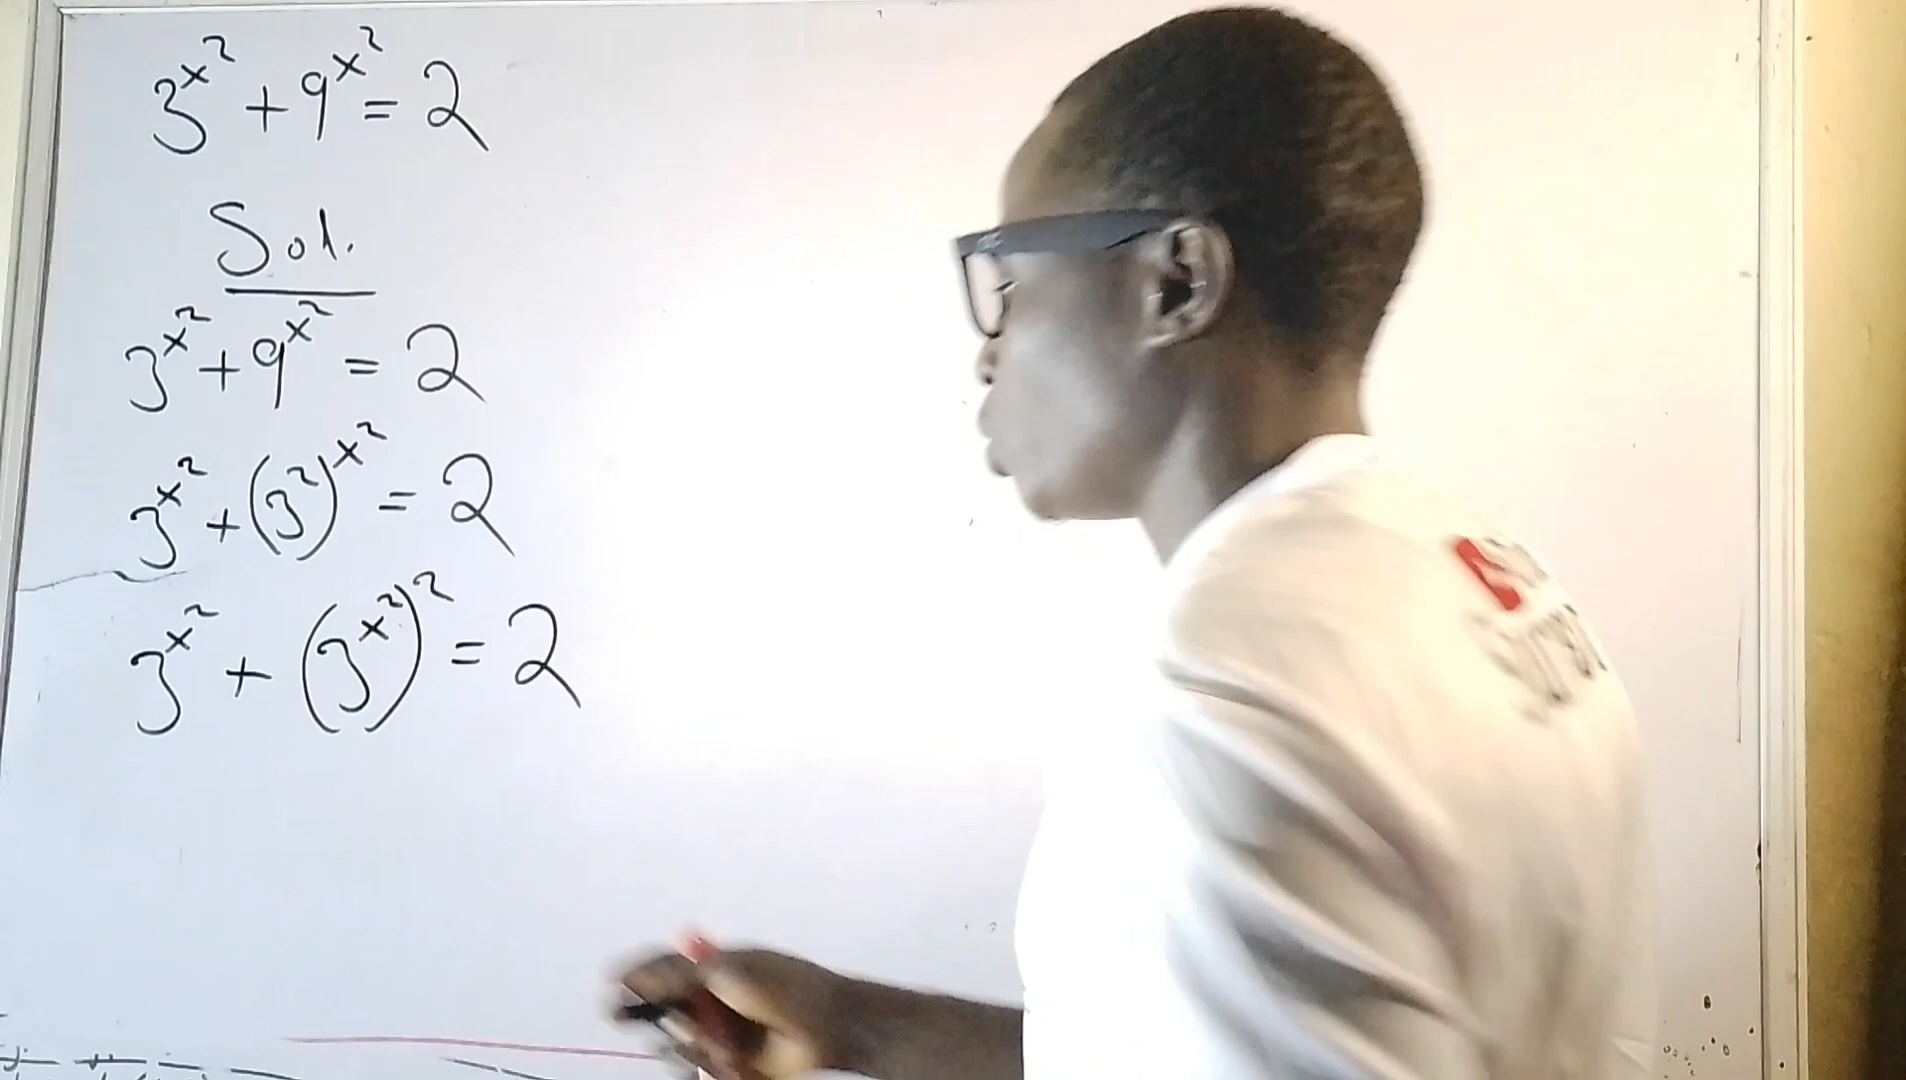 3^{x^2} + 9^{x^2} = 2
Sol.
3^{x^2} + 9^{x^2} = 2
3^{x^2} + (3^2)^{x^2} = 2
3^{x^2} + (3^{x^2})^2 = 2